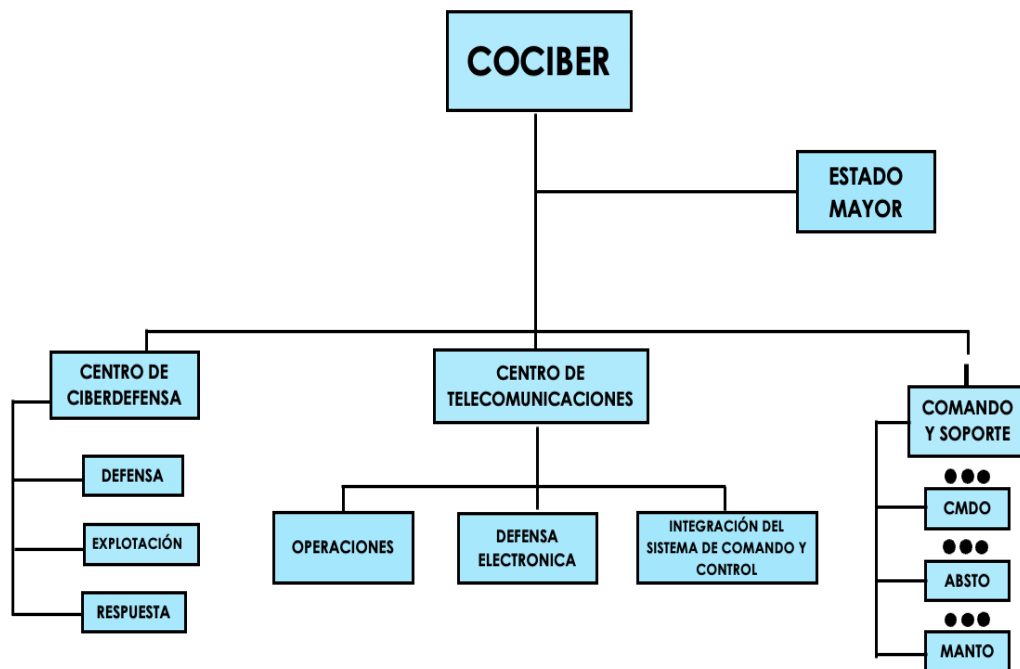 COCIBER
ESTADO
MAYOR
CENTRO DE
CIBERDEFENSA
DEFENSA
EXPLOTACIÓN
RESPUESTA
CENTRO DE
TELECOMUNICACIONES
OPERACIONES
DEFENSA
ELECTRONICA
INTEGRACIÓN DEL
SISTEMA DE COMANDO Y
CONTROL
COMANDO
Y SOPORTE
CMDO
ABSTO
MANTO